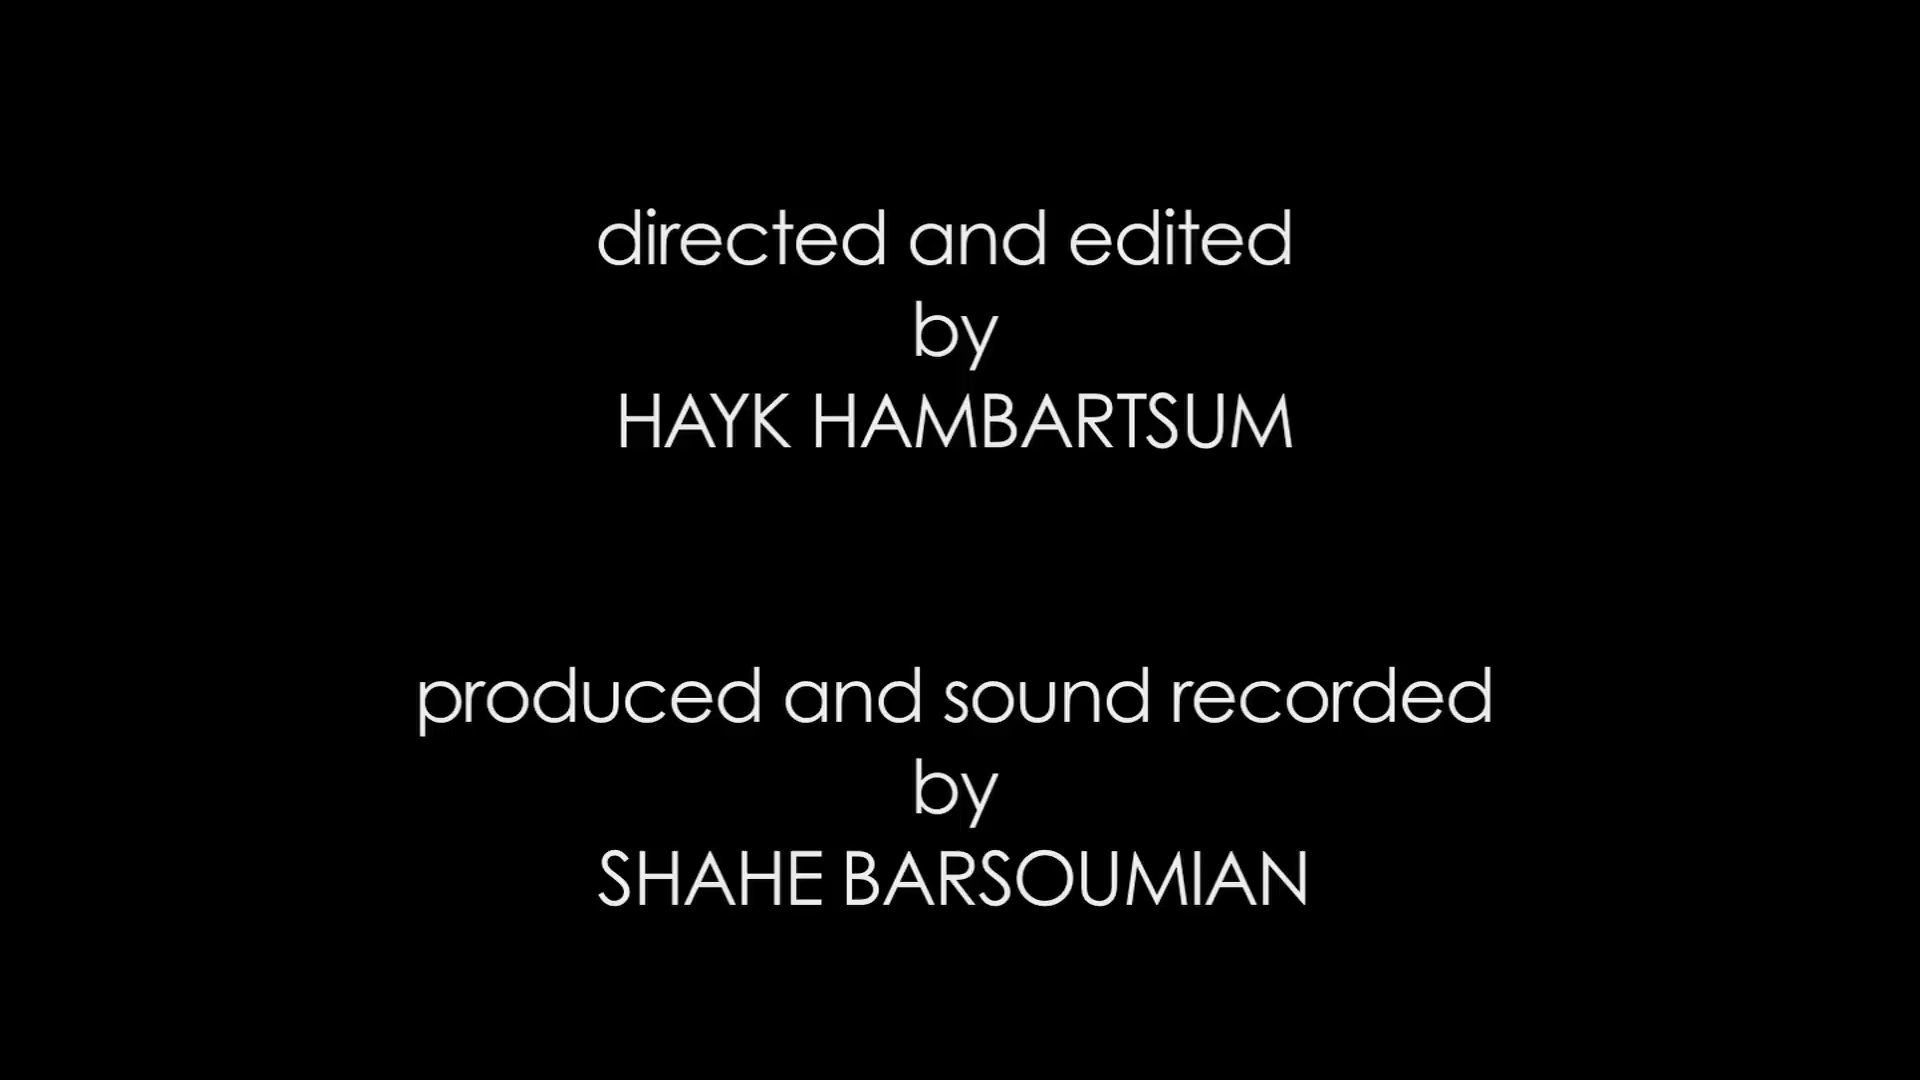 directed and edited
by
HAYK HAMBARTSUM
produced and sound recorded
by
SHAHE BARSOUMIAN